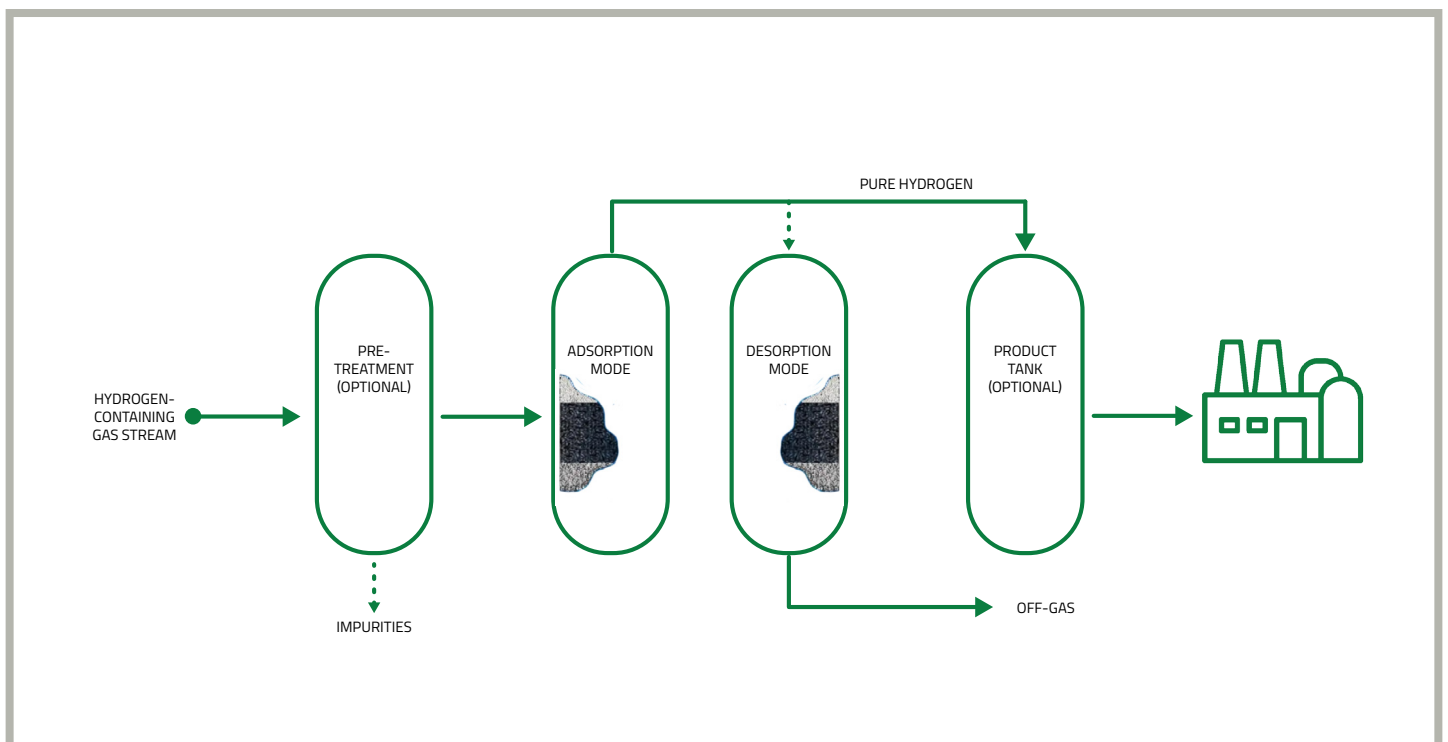 PURE HYDROGEN
PRE-
TREATMENT
(OPTIONAL)
ADSORPTION
MODE
DESORPTION
MODE
PRODUCT
TANK
(OPTIONAL)
HYDROGEN-
CONTAINING
GAS STREAM
OFF-GAS
IMPURITIES